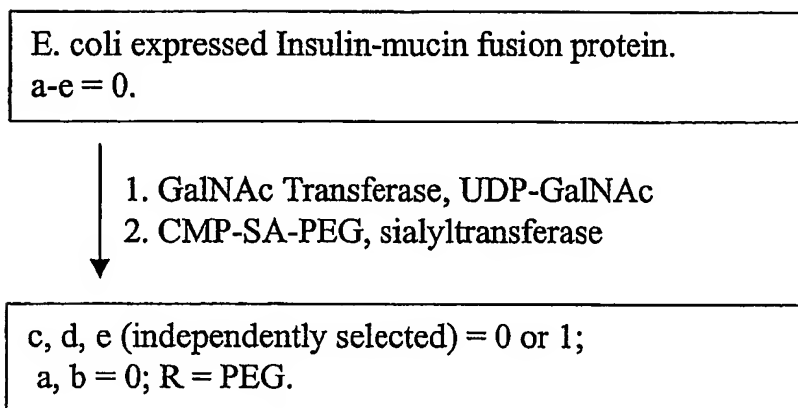 E. coli expressed Insulin-mucin fusion protein.
a-e = 0.
1. GalNAc Transferase, UDP-GalNAc
2. CMP-SA-PEG, sialyltransferase
c, d, e (independently selected) = 0 or 1;
a, b = 0; R = PEG.